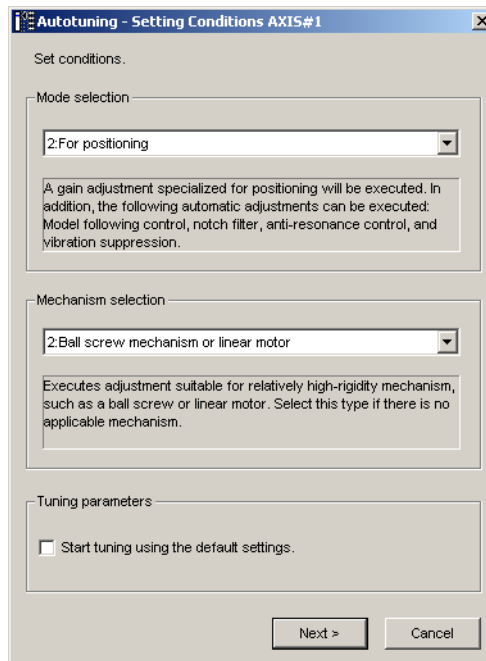 Autotuning - Setting Conditions AXIS#1
Set conditions.
Mode selection
2:For positioning
A gain adjustment specialized for positioning will be executed. In
addition, the following automatic adjustments can be executed:
Model following control, notch filter, anti-resonance control, and
vibration suppression.
Mechanism selection
2:Ball screw mechanism or linear motor
Executes adjustment suitable for relatively high-rigidity mechanism,
such as a ball screw or linear motor. Select this type if there is no
applicable mechanism.
Tuning parameters
Start tuning using the default settings.
Next >
Cancel